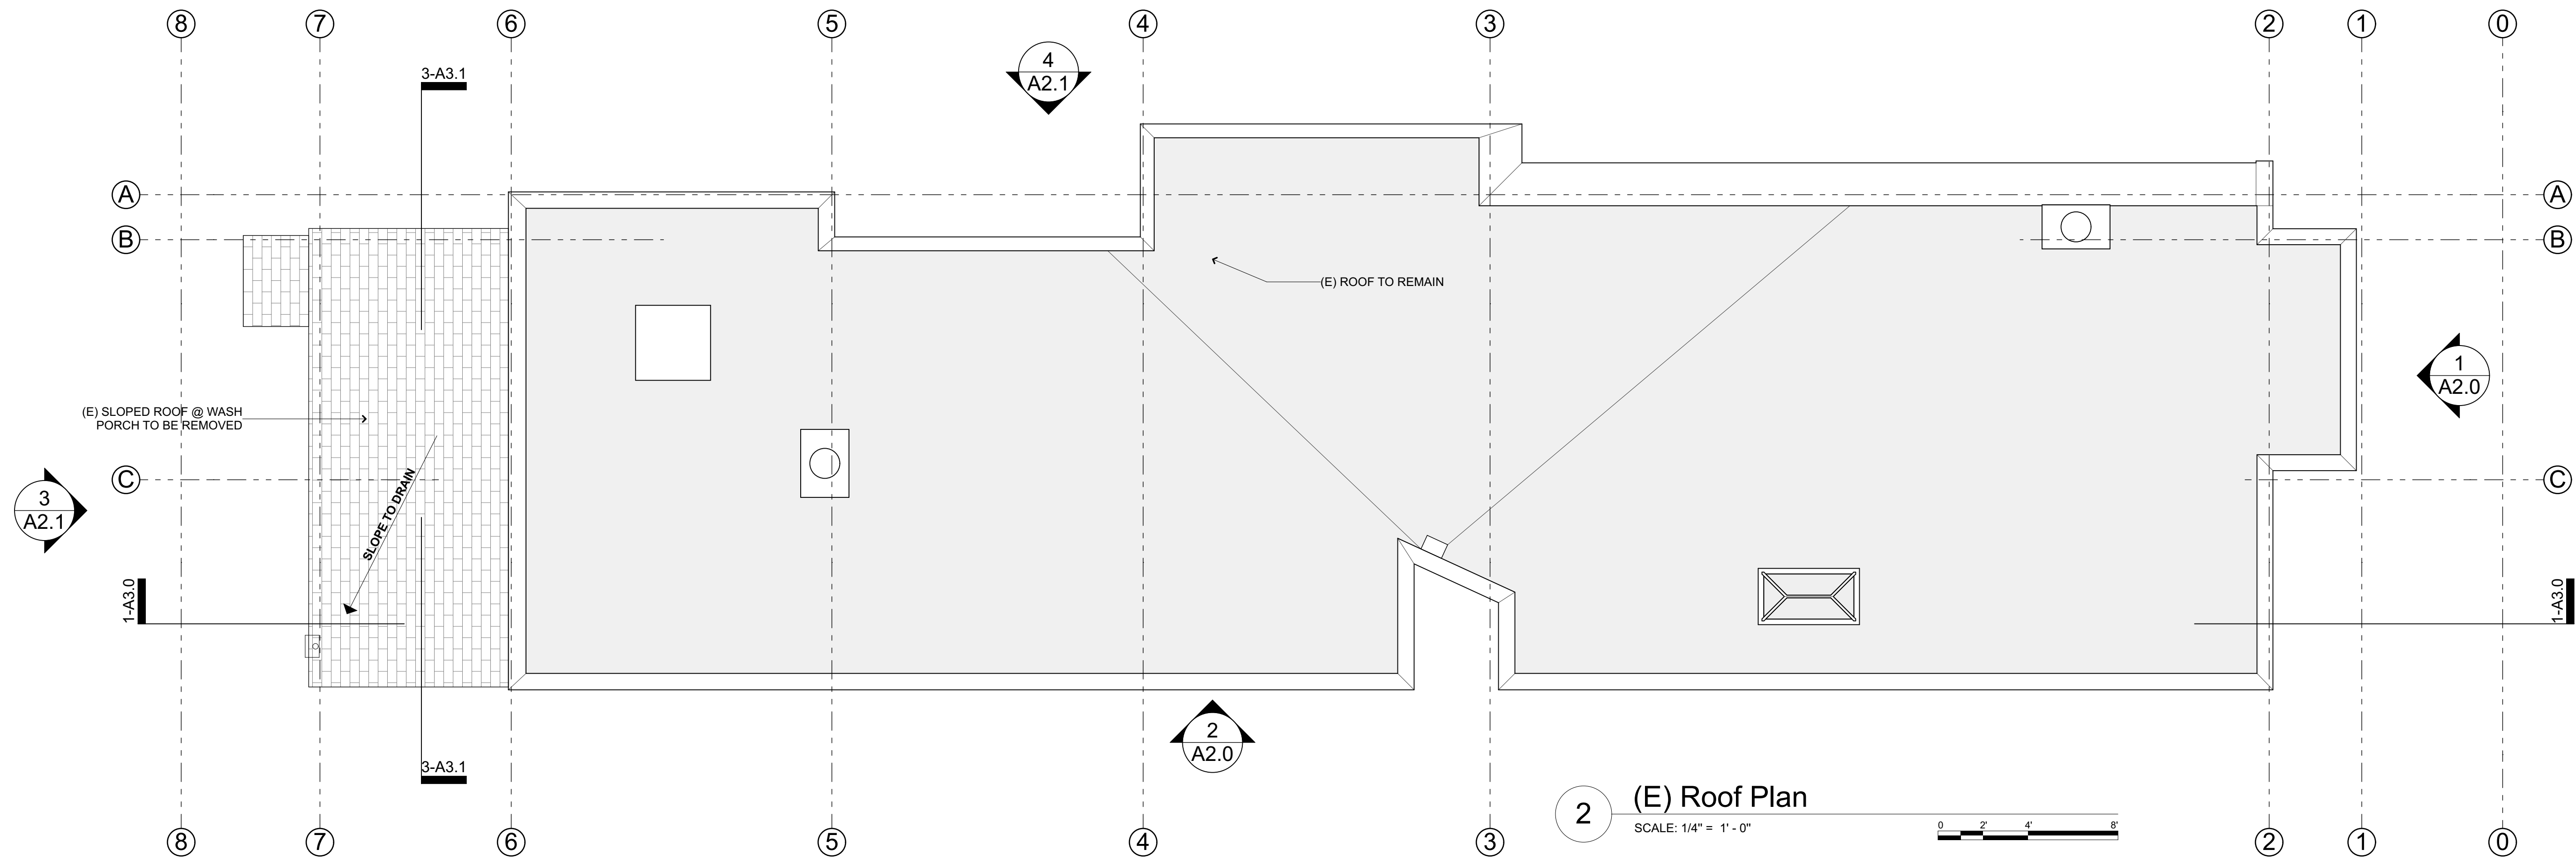 8 7 6 5 4 3 2 1 0
4
A2.1
3-A3.1
A A
B B
(E) ROOF TO REMAIN
1
A2.0
(E) SLOPED ROOF @ WASH
PORCH TO BE REMOVED
C C
3
A2.1
SLOPE TO DRAIN
1-A3.0 1-A3.0
2
A2.0
3-A3.1
2 (E) Roof Plan
SCALE: 1/4" = 1' - 0"
0 2' 4' 8'
8 7 6 5 4 3 2 1 0